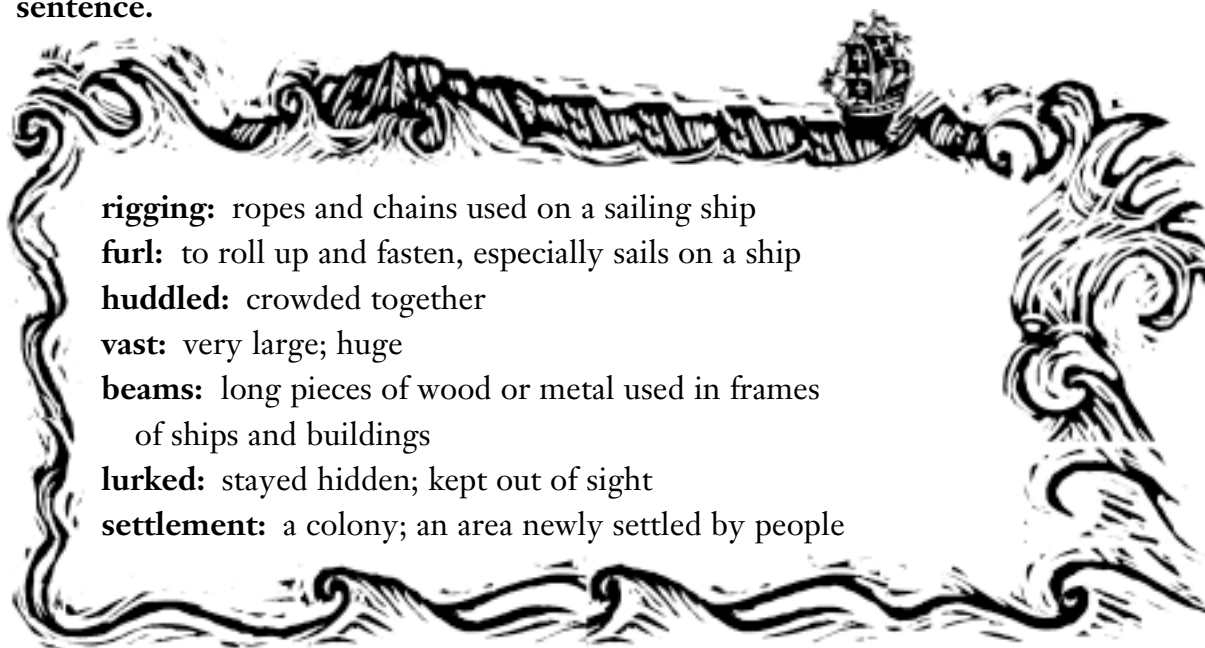 sentence.
rigging: ropes and chains used on a sailing ship
furl: to roll up and fasten, especially sails on a ship
huddled: crowded together
vast: very large; huge
beams: long pieces of wood or metal used in frames
of ships and buildings
lurked: stayed hidden; kept out of sight
settlement: a colony; an area newly settled by people